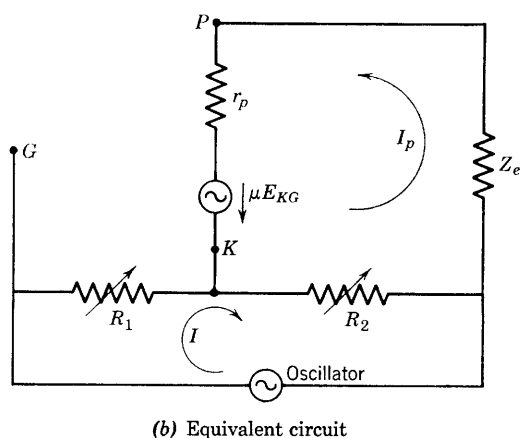 P
r_p
I_p
G
Z_e
μE_KG
K
R_1
R_2
I
Oscillator
(b) Equivalent circuit